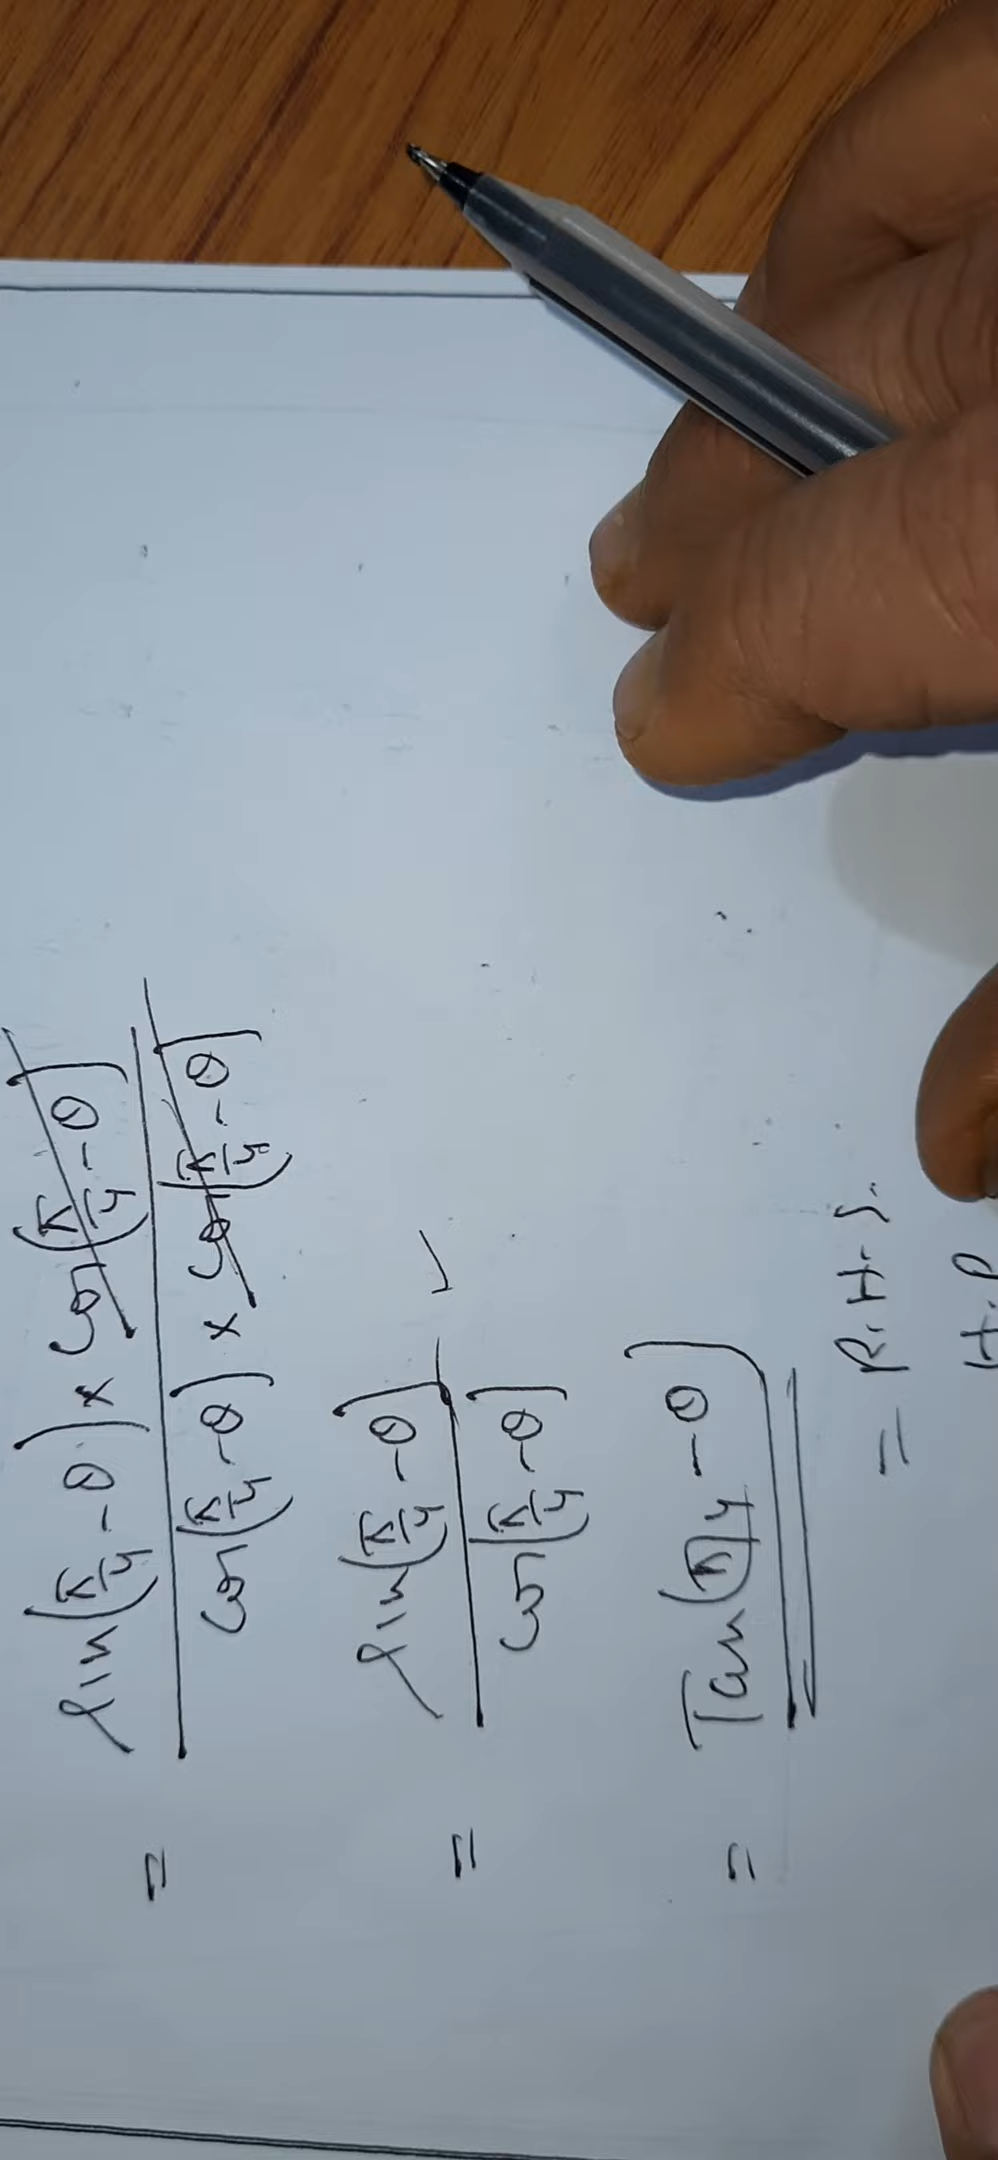 = sin(π/4 - θ) × cos(π/4 - θ) / cos(π/4 - θ) × cos(π/4 - θ)
= sin(π/4 - θ) / cos(π/4 - θ)
= Tan(π/4 - θ)
= R.H.S.
H.P